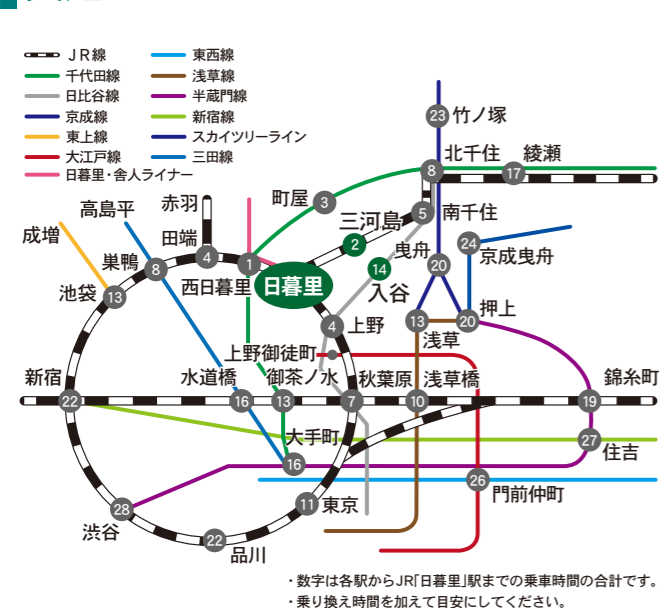 JR線
東西線
千代田線
浅草線
日比谷線
半蔵門線
京成線
新宿線
東上線
スカイツリーライン
大江戸線
三田線
日暮里・舎人ライナー
23 竹ノ塚
北千住
綾瀬
8
17
赤羽
町屋
高島平
3
三河島
5 南千住
成増
田端
2
曳舟
24
巣鴨
4
1
14
京成曳舟
8
西日暮里
日暮里
20
池袋
13
入谷
押上
4 上野
13
20
浅草
上野御徒町
新宿
水道橋
御茶ノ水
秋葉原
浅草橋
錦糸町
22
16
13
7
10
19
大手町
27
16
住吉
26
28
11 東京
門前仲町
渋谷
22
品川
・数字は各駅からJR「日暮里」駅までの乗車時間の合計です。
・乗り換え時間を加えて目安にしてください。